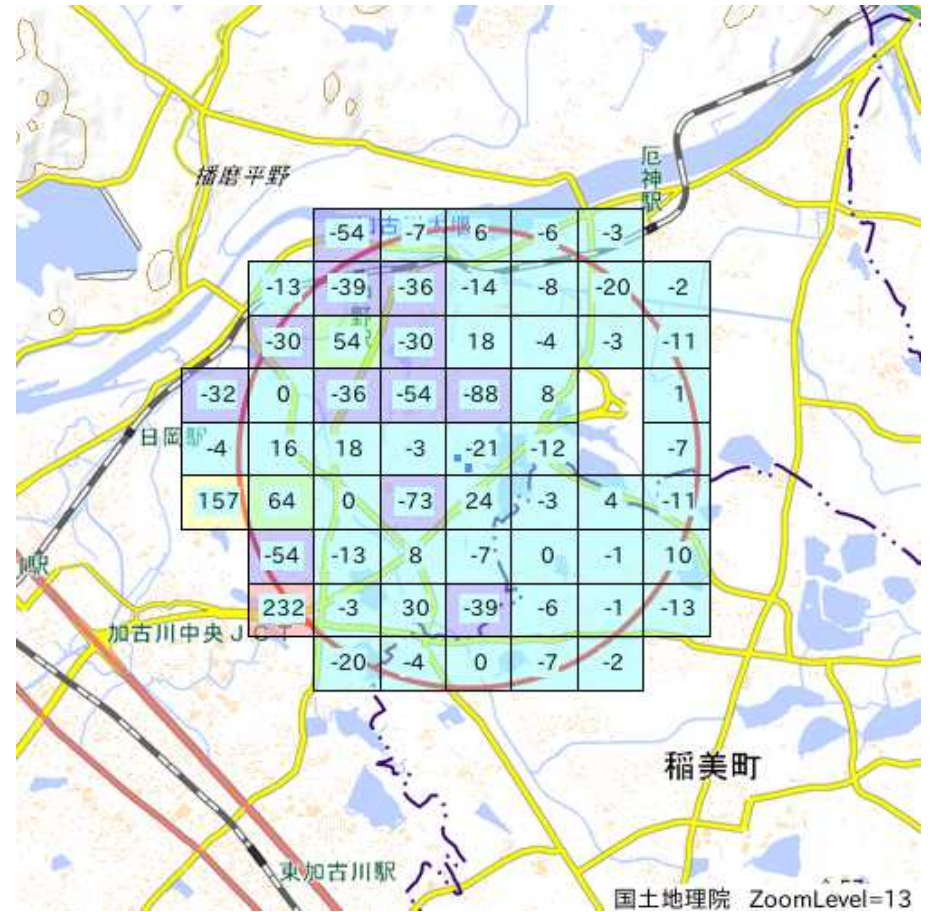 厄神駅
播磨平野
-54 -7 6 -6 -3
-13 -39 -36 -14 -8 -20 -2
-30 54 -30 18 -4 -3 -11
-32 0 -36 -54 -88 8 1
日岡駅
-4 16 18 -3 -21 -12 -7
157 64 0 -73 24 -3 4 -11
-54 -13 8 -7 0 -1 10
駅
232 -3 30 -39 -6 -1 -13
加古川中央JCT
-20 -4 0 -7 -2
稲美町
東加古川駅
国土地理院 ZoomLevel=13